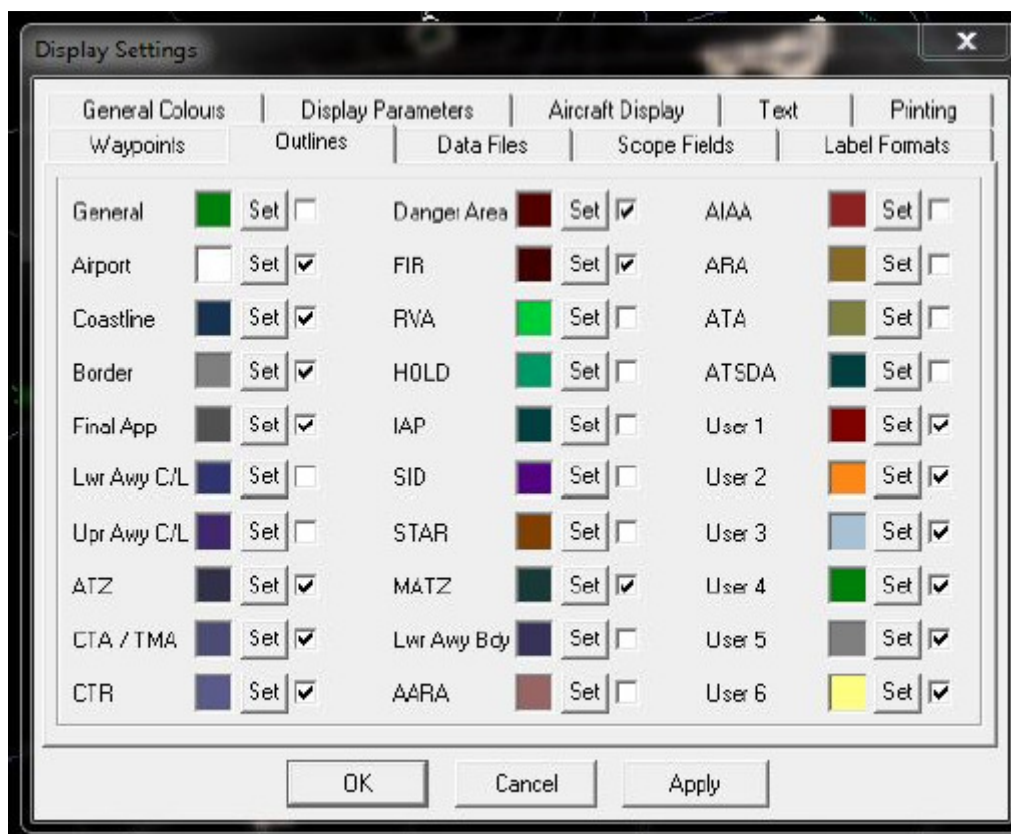 Display Settings
General Colours Display Parameters Aircraft Display Text Printing
Waypoints Outlines Data Files Scope Fields Label Formats
General Set Danger Area Set AIAA Set
Airport Set FIR Set ARA Set
Coastline Set RVA Set ATA Set
Border Set HOLD Set ATSDA Set
Final App Set IAP Set User 1 Set
Lwr Awy C/L Set SID Set User 2 Set
Upr Awy C/L Set STAR Set User 3 Set
ATZ Set MATZ Set User 4 Set
CTA / TMA Set Lwr Awy Bdy Set User 5 Set
CTR Set AARA Set User 6 Set
OK Cancel Apply